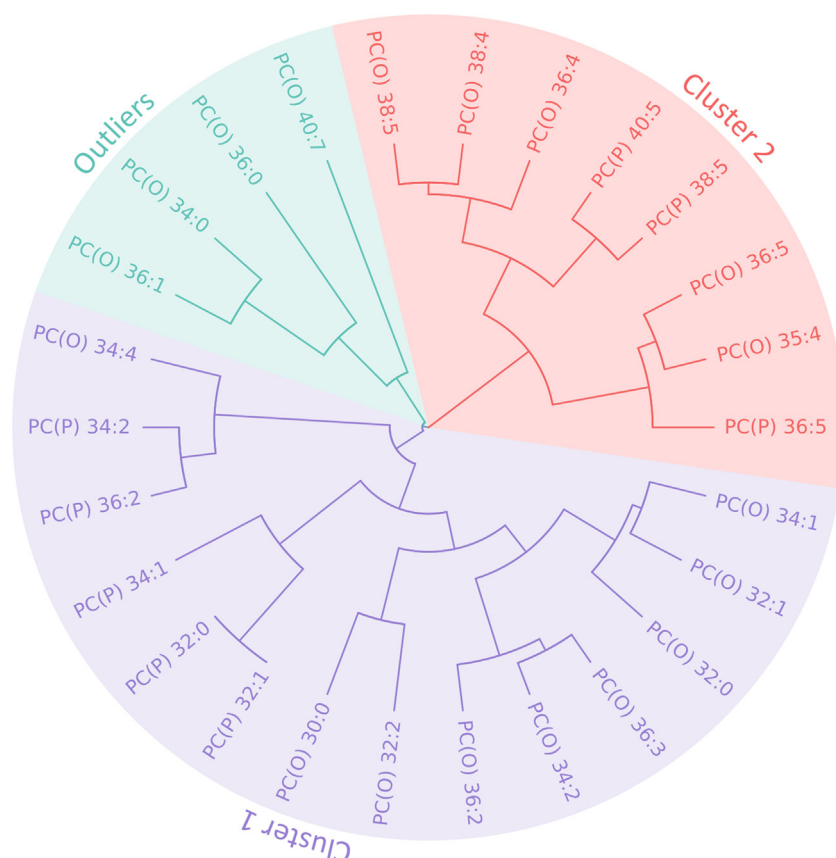 Outliers
PC(O) 36:1
PC(O) 34:0
PC(O) 36:0
PC(O) 40:7
Cluster 2
PC(O) 38:5
PC(O) 38:4
PC(O) 36:4
PC(P) 40:5
PC(P) 38:5
PC(O) 36:5
PC(O) 35:4
PC(P) 36:5
PC(O) 34:1
PC(O) 32:1
PC(O) 32:0
PC(O) 36:3
PC(O) 34:2
PC(O) 36:2
PC(O) 32:2
PC(O) 30:0
PC(P) 32:1
PC(P) 32:0
PC(P) 34:1
PC(P) 36:2
PC(P) 34:2
PC(O) 34:4
Cluster 1